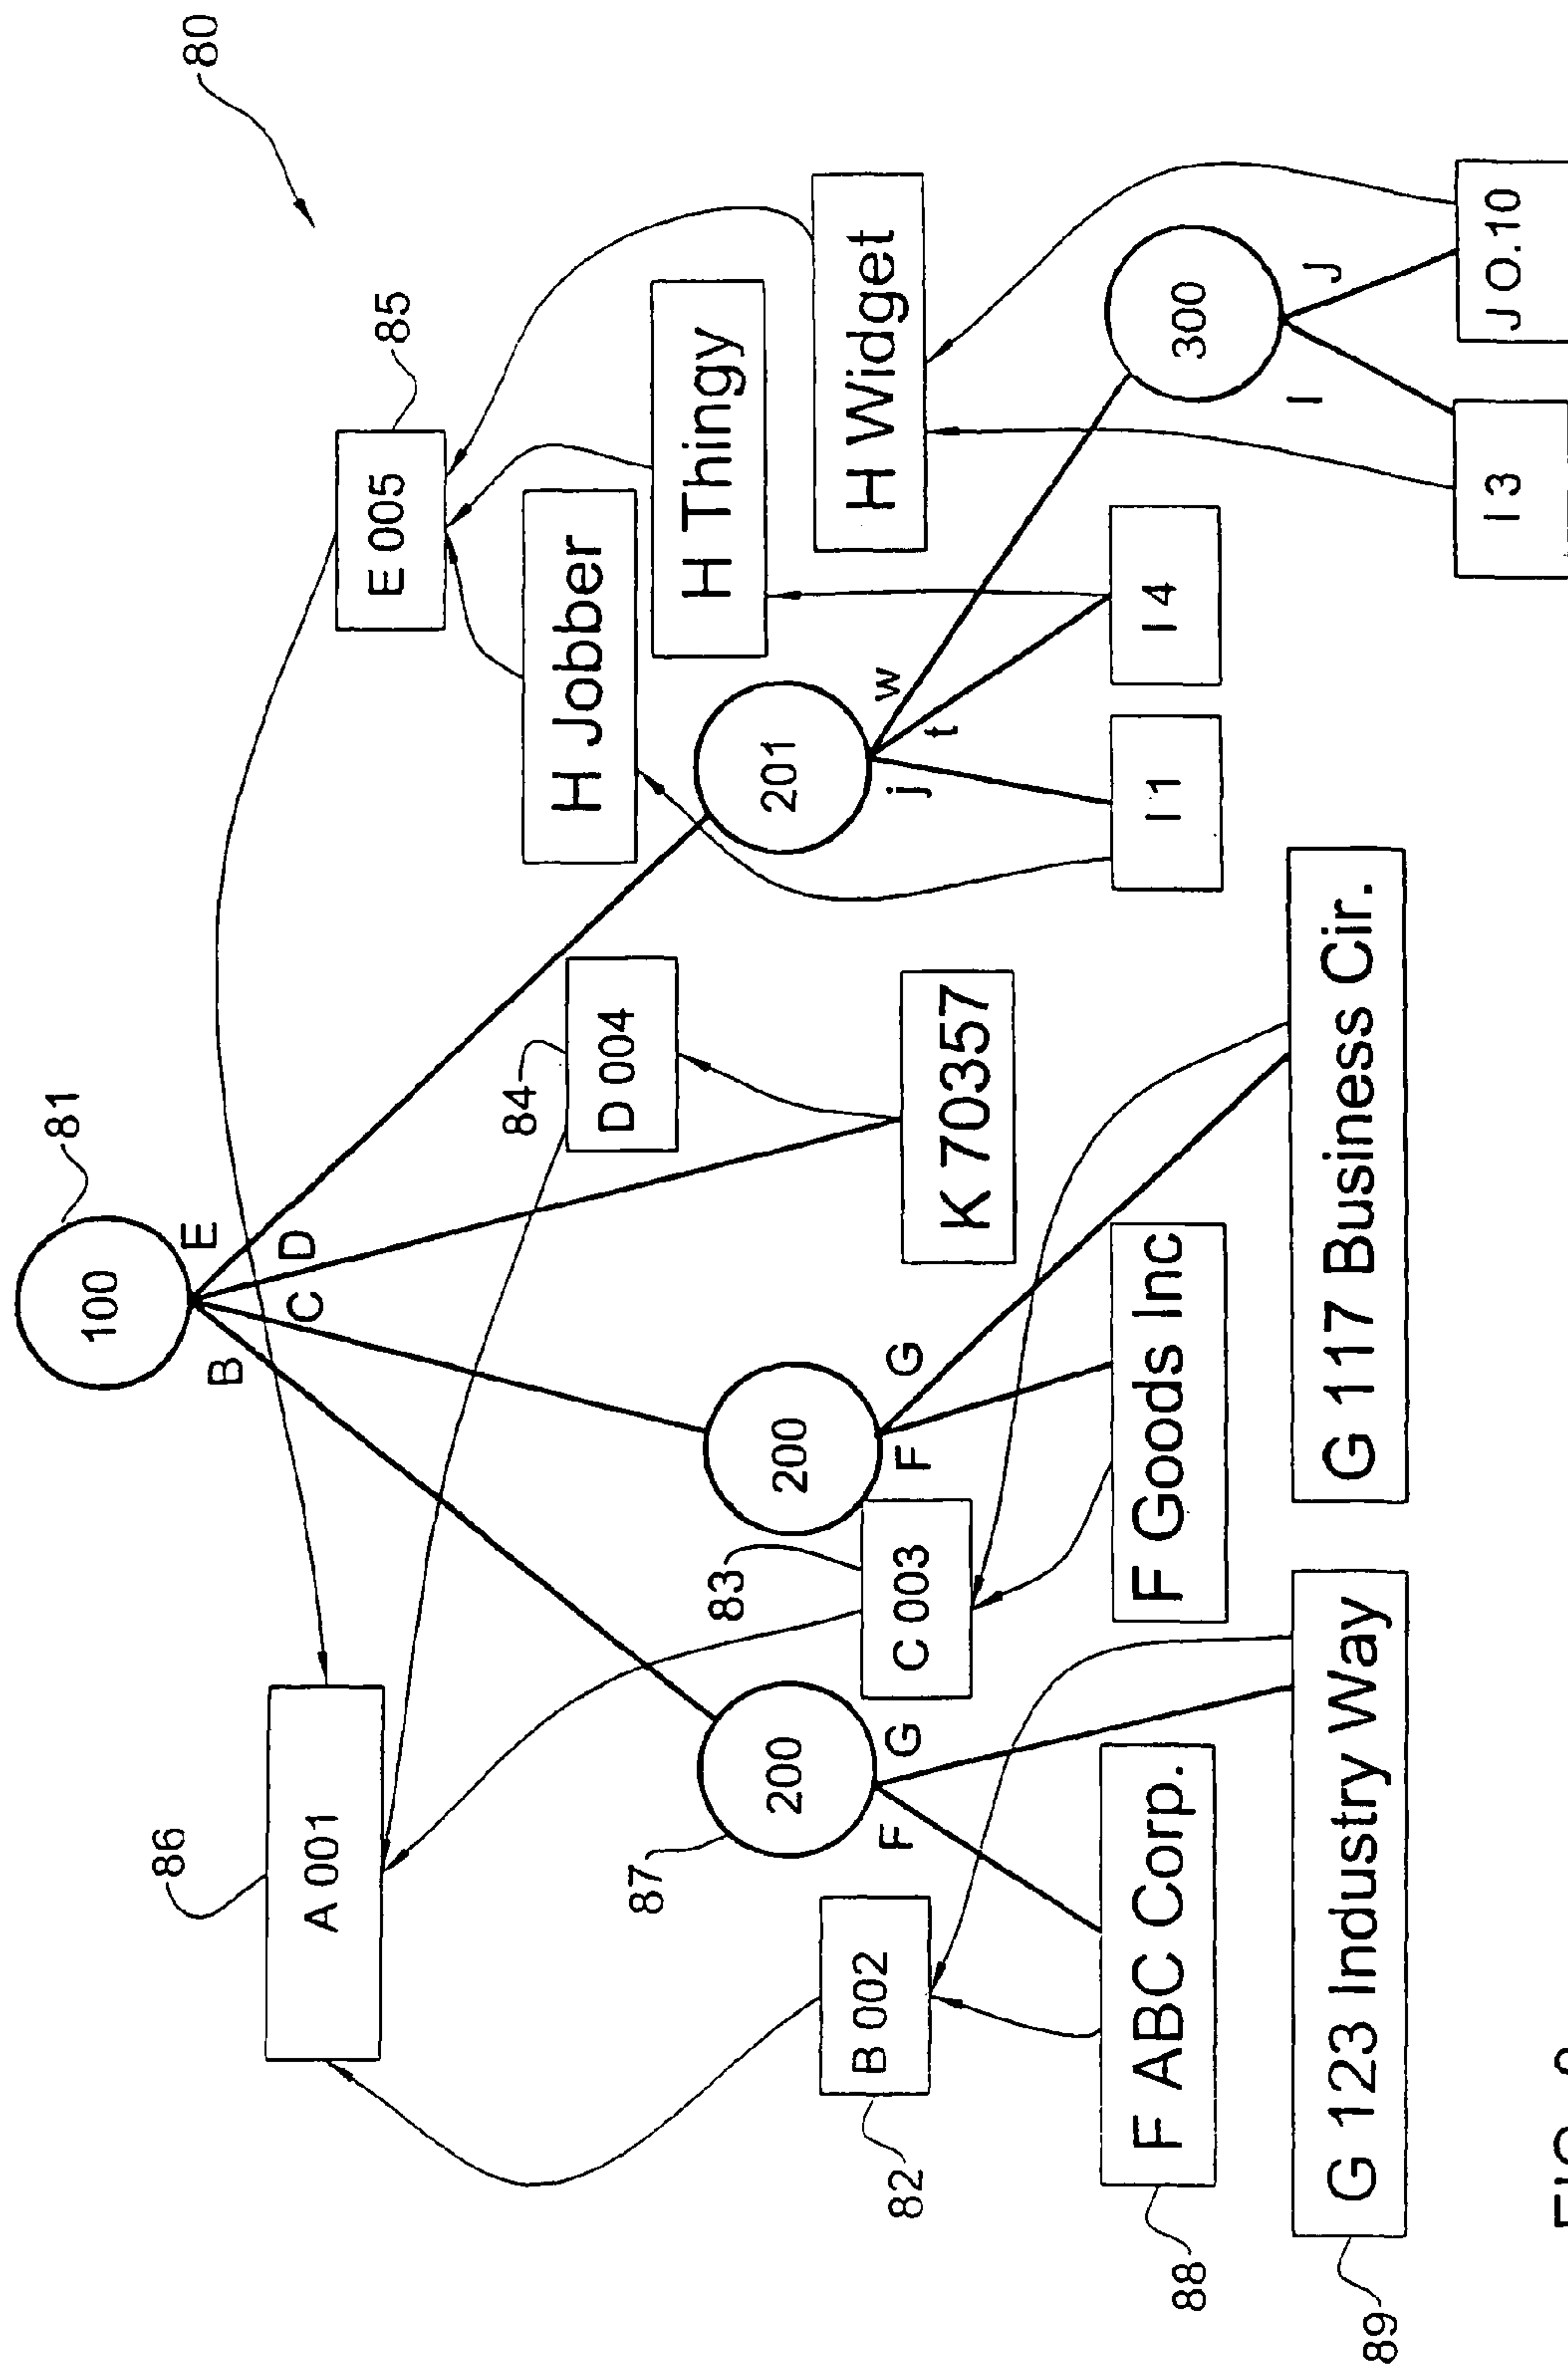 80
81
100
E
D
C
B
86
A 001
85
E 005
H Jobber
H Thingy
H Widget
84
D 004
K 70357
201
j
t
w
300
I
J
I 1
I 4
I 3
J O.10
200
F
G
83
C 003
F Goods Inc
G 117 Business Cir.
87
200
F
G
82
B 002
88
F ABC Corp.
89
G 123 Industry Way